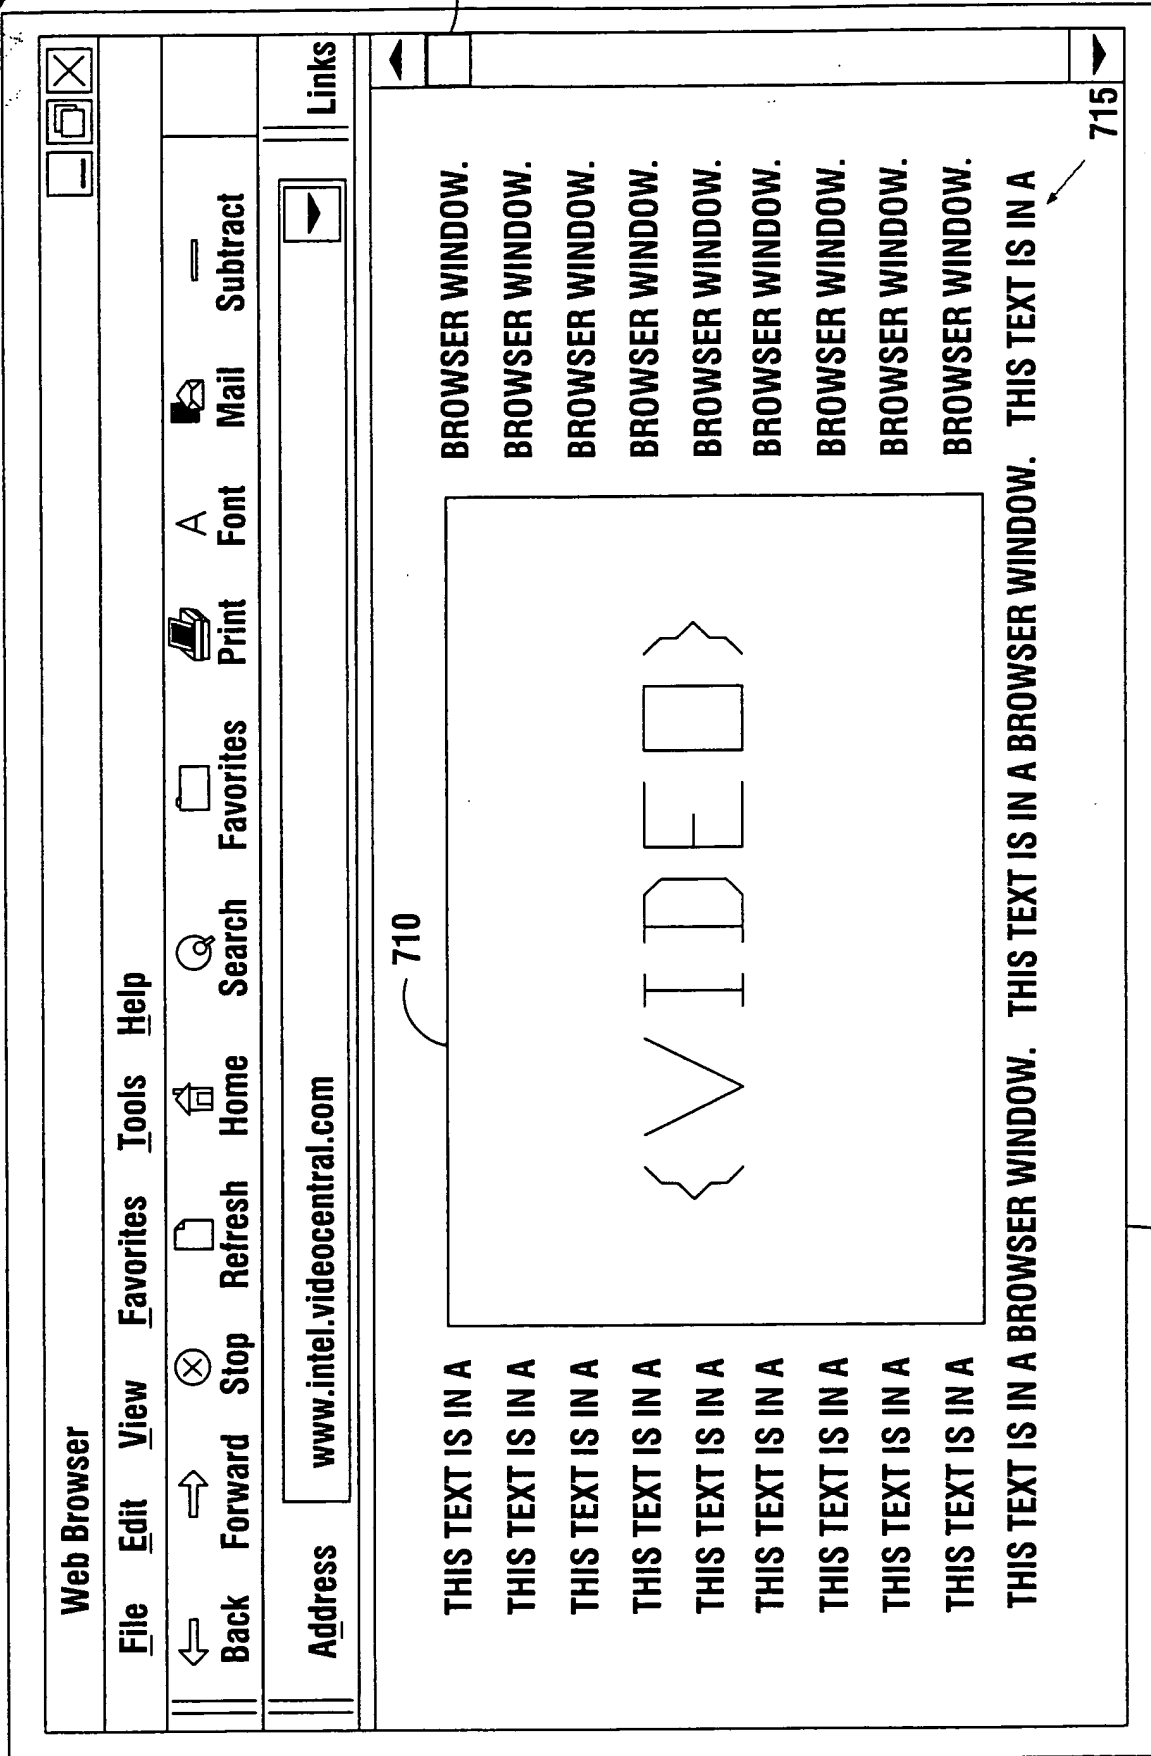 Web Browser
File Edit View Favorites Tools Help
Back Forward Stop Refresh Home Search Favorites Print Font Mail Subtract
Address www.intel.videocentral.com Links
710
THIS TEXT IS IN A BROWSER WINDOW.
THIS TEXT IS IN A BROWSER WINDOW.
THIS TEXT IS IN A BROWSER WINDOW.
THIS TEXT IS IN A BROWSER WINDOW.
THIS TEXT IS IN A BROWSER WINDOW.
THIS TEXT IS IN A BROWSER WINDOW.
THIS TEXT IS IN A BROWSER WINDOW.
THIS TEXT IS IN A BROWSER WINDOW.
THIS TEXT IS IN A BROWSER WINDOW.
{VIDEO}
THIS TEXT IS IN A BROWSER WINDOW. THIS TEXT IS IN A BROWSER WINDOW. THIS TEXT IS IN A
715